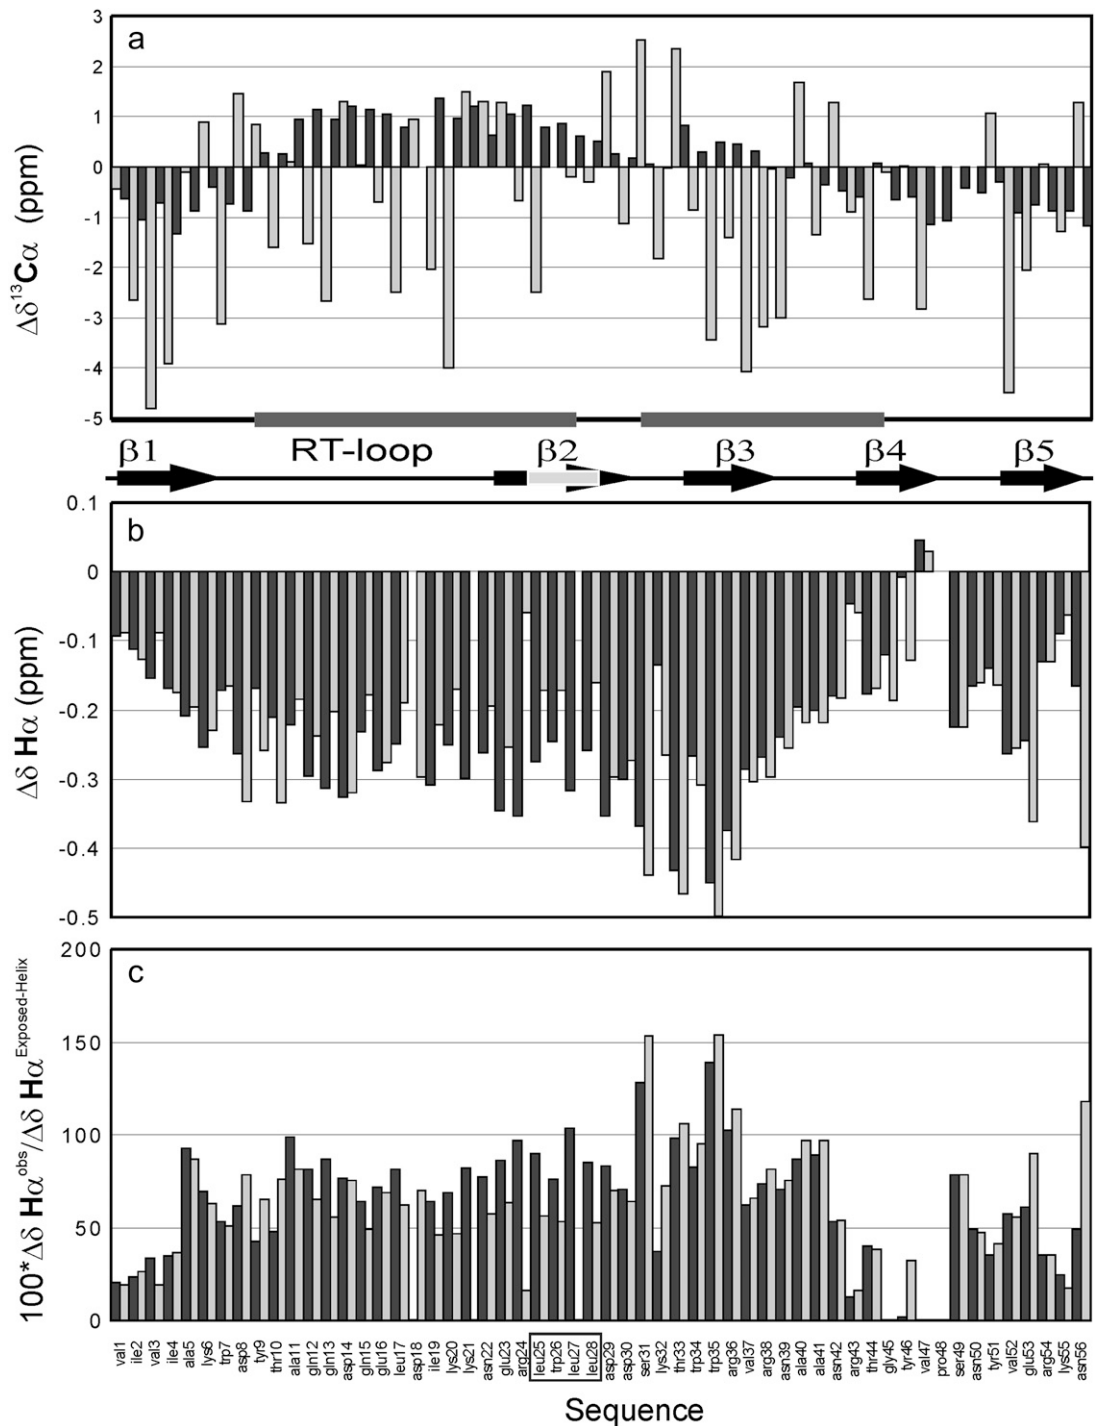 a
3
2
1
0
-1
-2
-3
-4
-5
Δδ¹³Cα (ppm)
β1 RT-loop β2 β3 β4 β5
b
0.1
0
-0.1
-0.2
-0.3
-0.4
-0.5
Δδ Hα (ppm)
c
200
150
100
50
0
100*Δδ Hα^obs/Δδ Hα^Exposed-Helix
val1 ile2 val3 ile4 ala5 lys6 trp7 asp8 tyr9 thr10 ala11 gln12 gln13 asp14 gln15 glu16 leu17 asp18 ile19 lys20 lys21 asn22 glu23 arg24 leu25 trp26 leu27 leu28 asp29 asp30 ser31 lys32 thr33 trp34 trp35 arg36 val37 arg38 asn39 ala40 ala41 asn42 arg43 thr44 gly45 tyr46 val47 pro48 ser49 asn50 tyr51 val52 glu53 arg54 lys55 asn56
Sequence